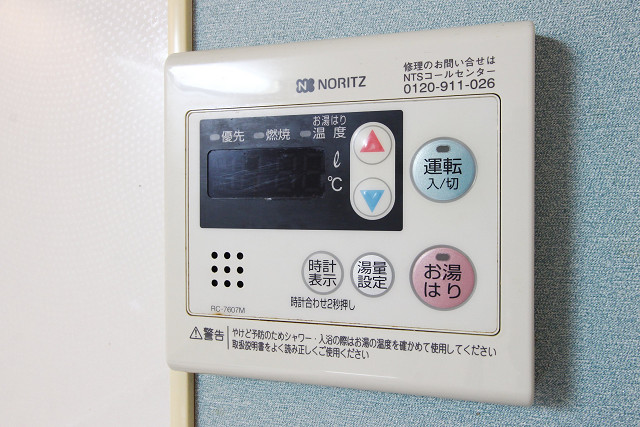 NORITZ
修理のお問い合せは
NTSコールセンター
0120-911-026
お湯はり
優先 燃焼 温度
ℓ
℃
運転
入/切
時計
表示
湯量
設定
お湯
はり
時計合わせ2秒押し
RC-7607M
警告
やけど予防のためシャワー・入浴の際はお湯の温度を確かめて使用してください
取扱説明書をよく読み正しくご使用ください